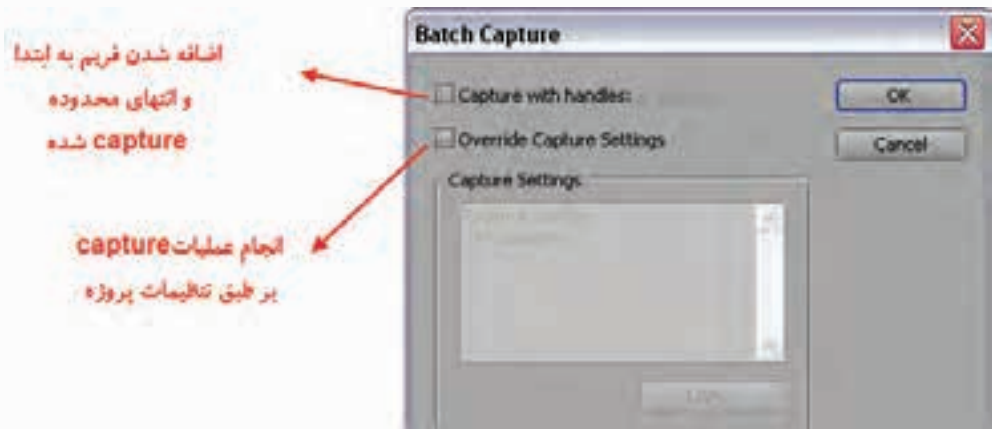 Batch Capture
اضافه شدن فریم به ابتدا
و انتهای محدوده
capture شده
Capture with handles:
OK
Override Capture Settings
Cancel
Capture Settings
انجام عملیات capture
بر طبق تنظیمات پروژه